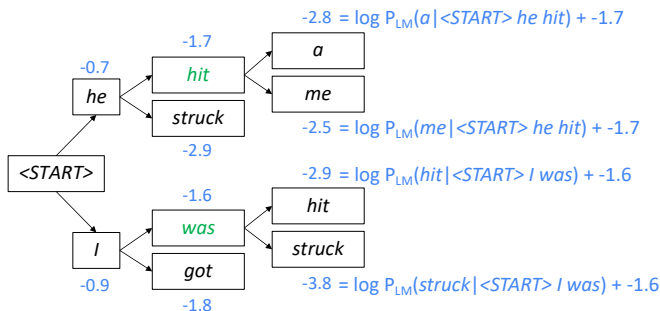 -2.8 = log P_LM(a|<START> he hit) + -1.7
-1.7
a
-0.7
hit
he
me
struck
-2.5 = log P_LM(me|<START> he hit) + -1.7
-2.9
<START>
-2.9 = log P_LM(hit|<START> I was) + -1.6
-1.6
hit
was
I
struck
got
-0.9
-3.8 = log P_LM(struck|<START> I was) + -1.6
-1.8